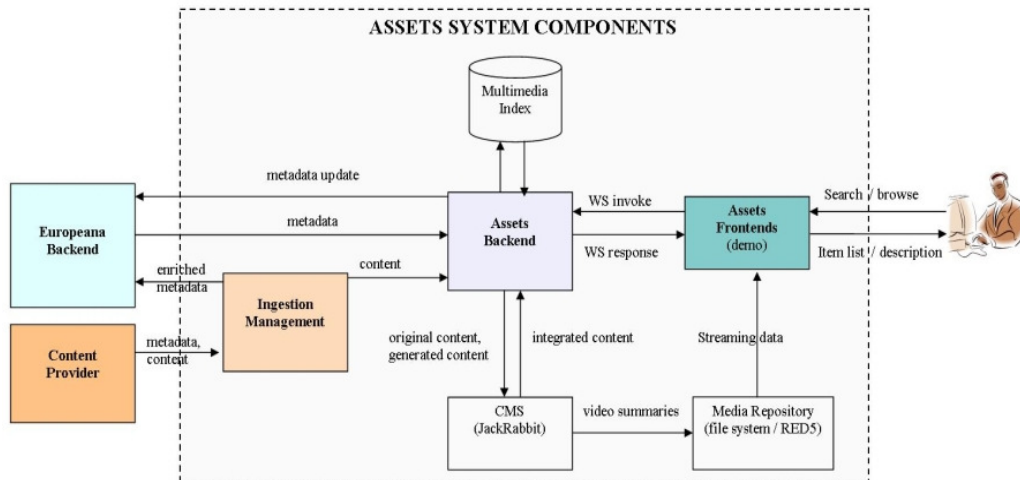 ASSETS SYSTEM COMPONENTS
Multimedia
Index
metadata update
Search / browse
WS invoke
Assets
Backend
Assets
Frontends
(demo)
Europeana
Backend
metadata
WS response
Item list / description
content
enriched
metadata
Ingestion
Management
original content,
generated content
integrated content
Streaming data
metadata,
content
Content
Provider
CMS
(JackRabbit)
video summaries
Media Repository
(file system / RED5)